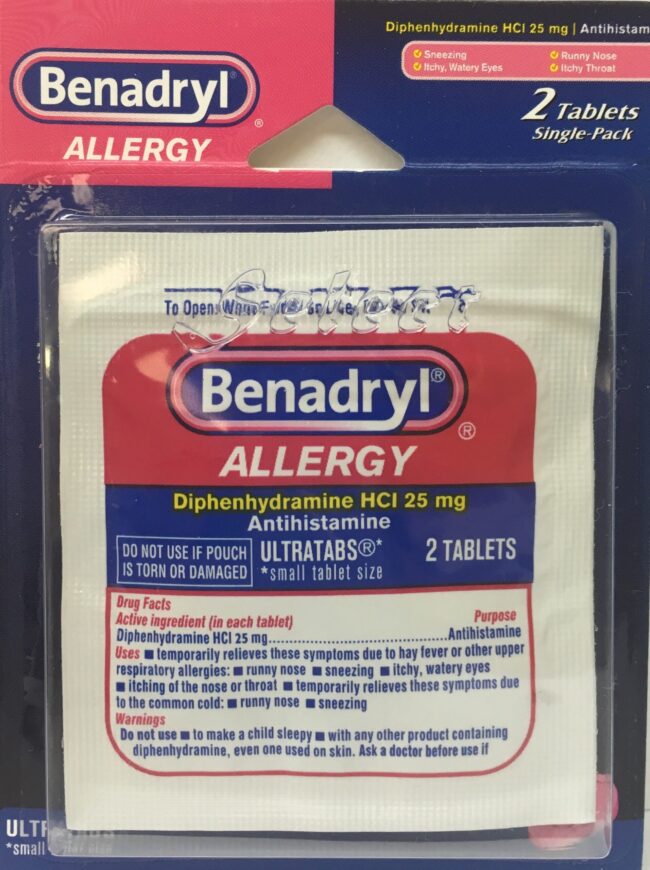 Diphenhydramine HCl 25 mg | Antihistam
Sneezing
Runny Nose
Itchy, Watery Eyes
Itchy Throat
Benadryl®
®
ALLERGY
2 Tablets
Single-Pack
To Open
Select
Benadryl®
®
ALLERGY
Diphenhydramine HCl 25 mg
Antihistamine
DO NOT USE IF POUCH
IS TORN OR DAMAGED
ULTRATABS®*
*small tablet size
2 TABLETS
Drug Facts
Active ingredient (in each tablet) Purpose
Diphenhydramine HCl 25 mg..............................................Antihistamine
Uses ■ temporarily relieves these symptoms due to hay fever or other upper
respiratory allergies: ■ runny nose ■ sneezing ■ itchy, watery eyes
■ itching of the nose or throat ■ temporarily relieves these symptoms due
to the common cold: ■ runny nose ■ sneezing
Warnings
Do not use ■ to make a child sleepy ■ with any other product containing
diphenhydramine, even one used on skin. Ask a doctor before use if
*small